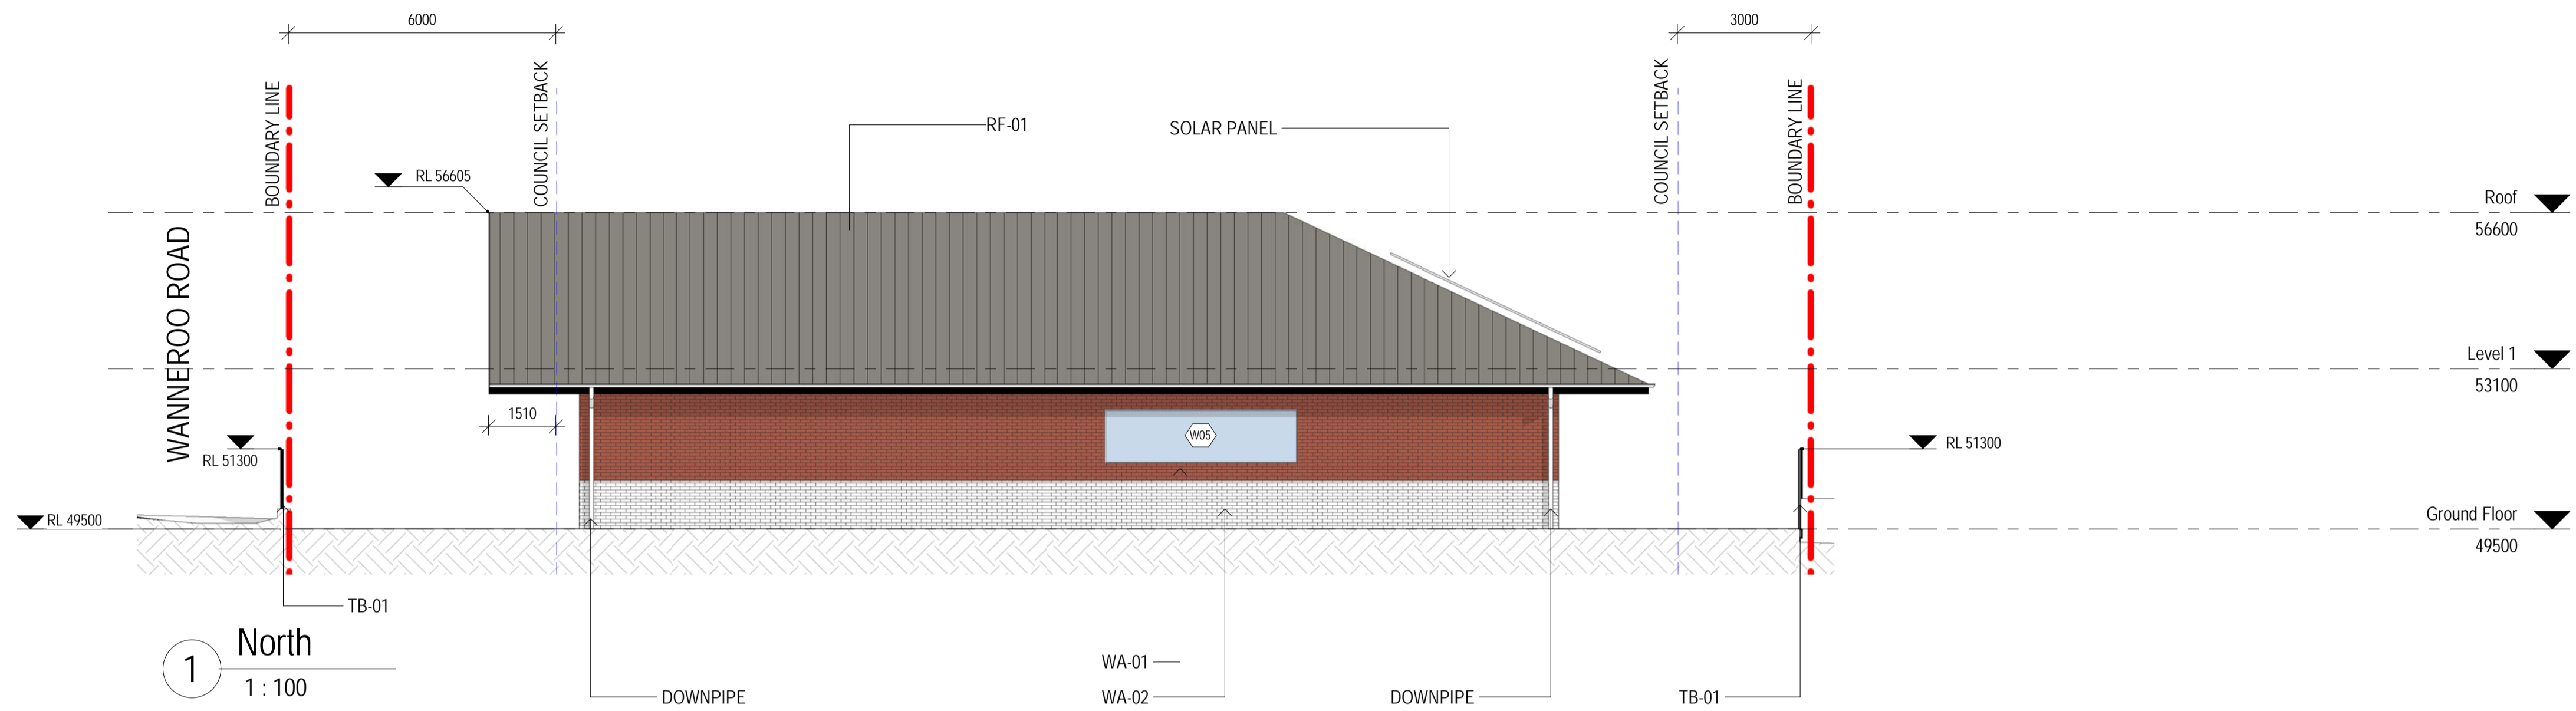 6000
3000
BOUNDARY LINE
COUNCIL SETBACK
COUNCIL SETBACK
BOUNDARY LINE
RF-01
SOLAR PANEL
RL 56605
Roof
56600
WANNEROO ROAD
Level 1
53100
1510
W05
RL 51300
RL 51300
RL 49500
Ground Floor
49500
TB-01
1
North
1 : 100
DOWNPIPE
WA-01
WA-02
DOWNPIPE
TB-01